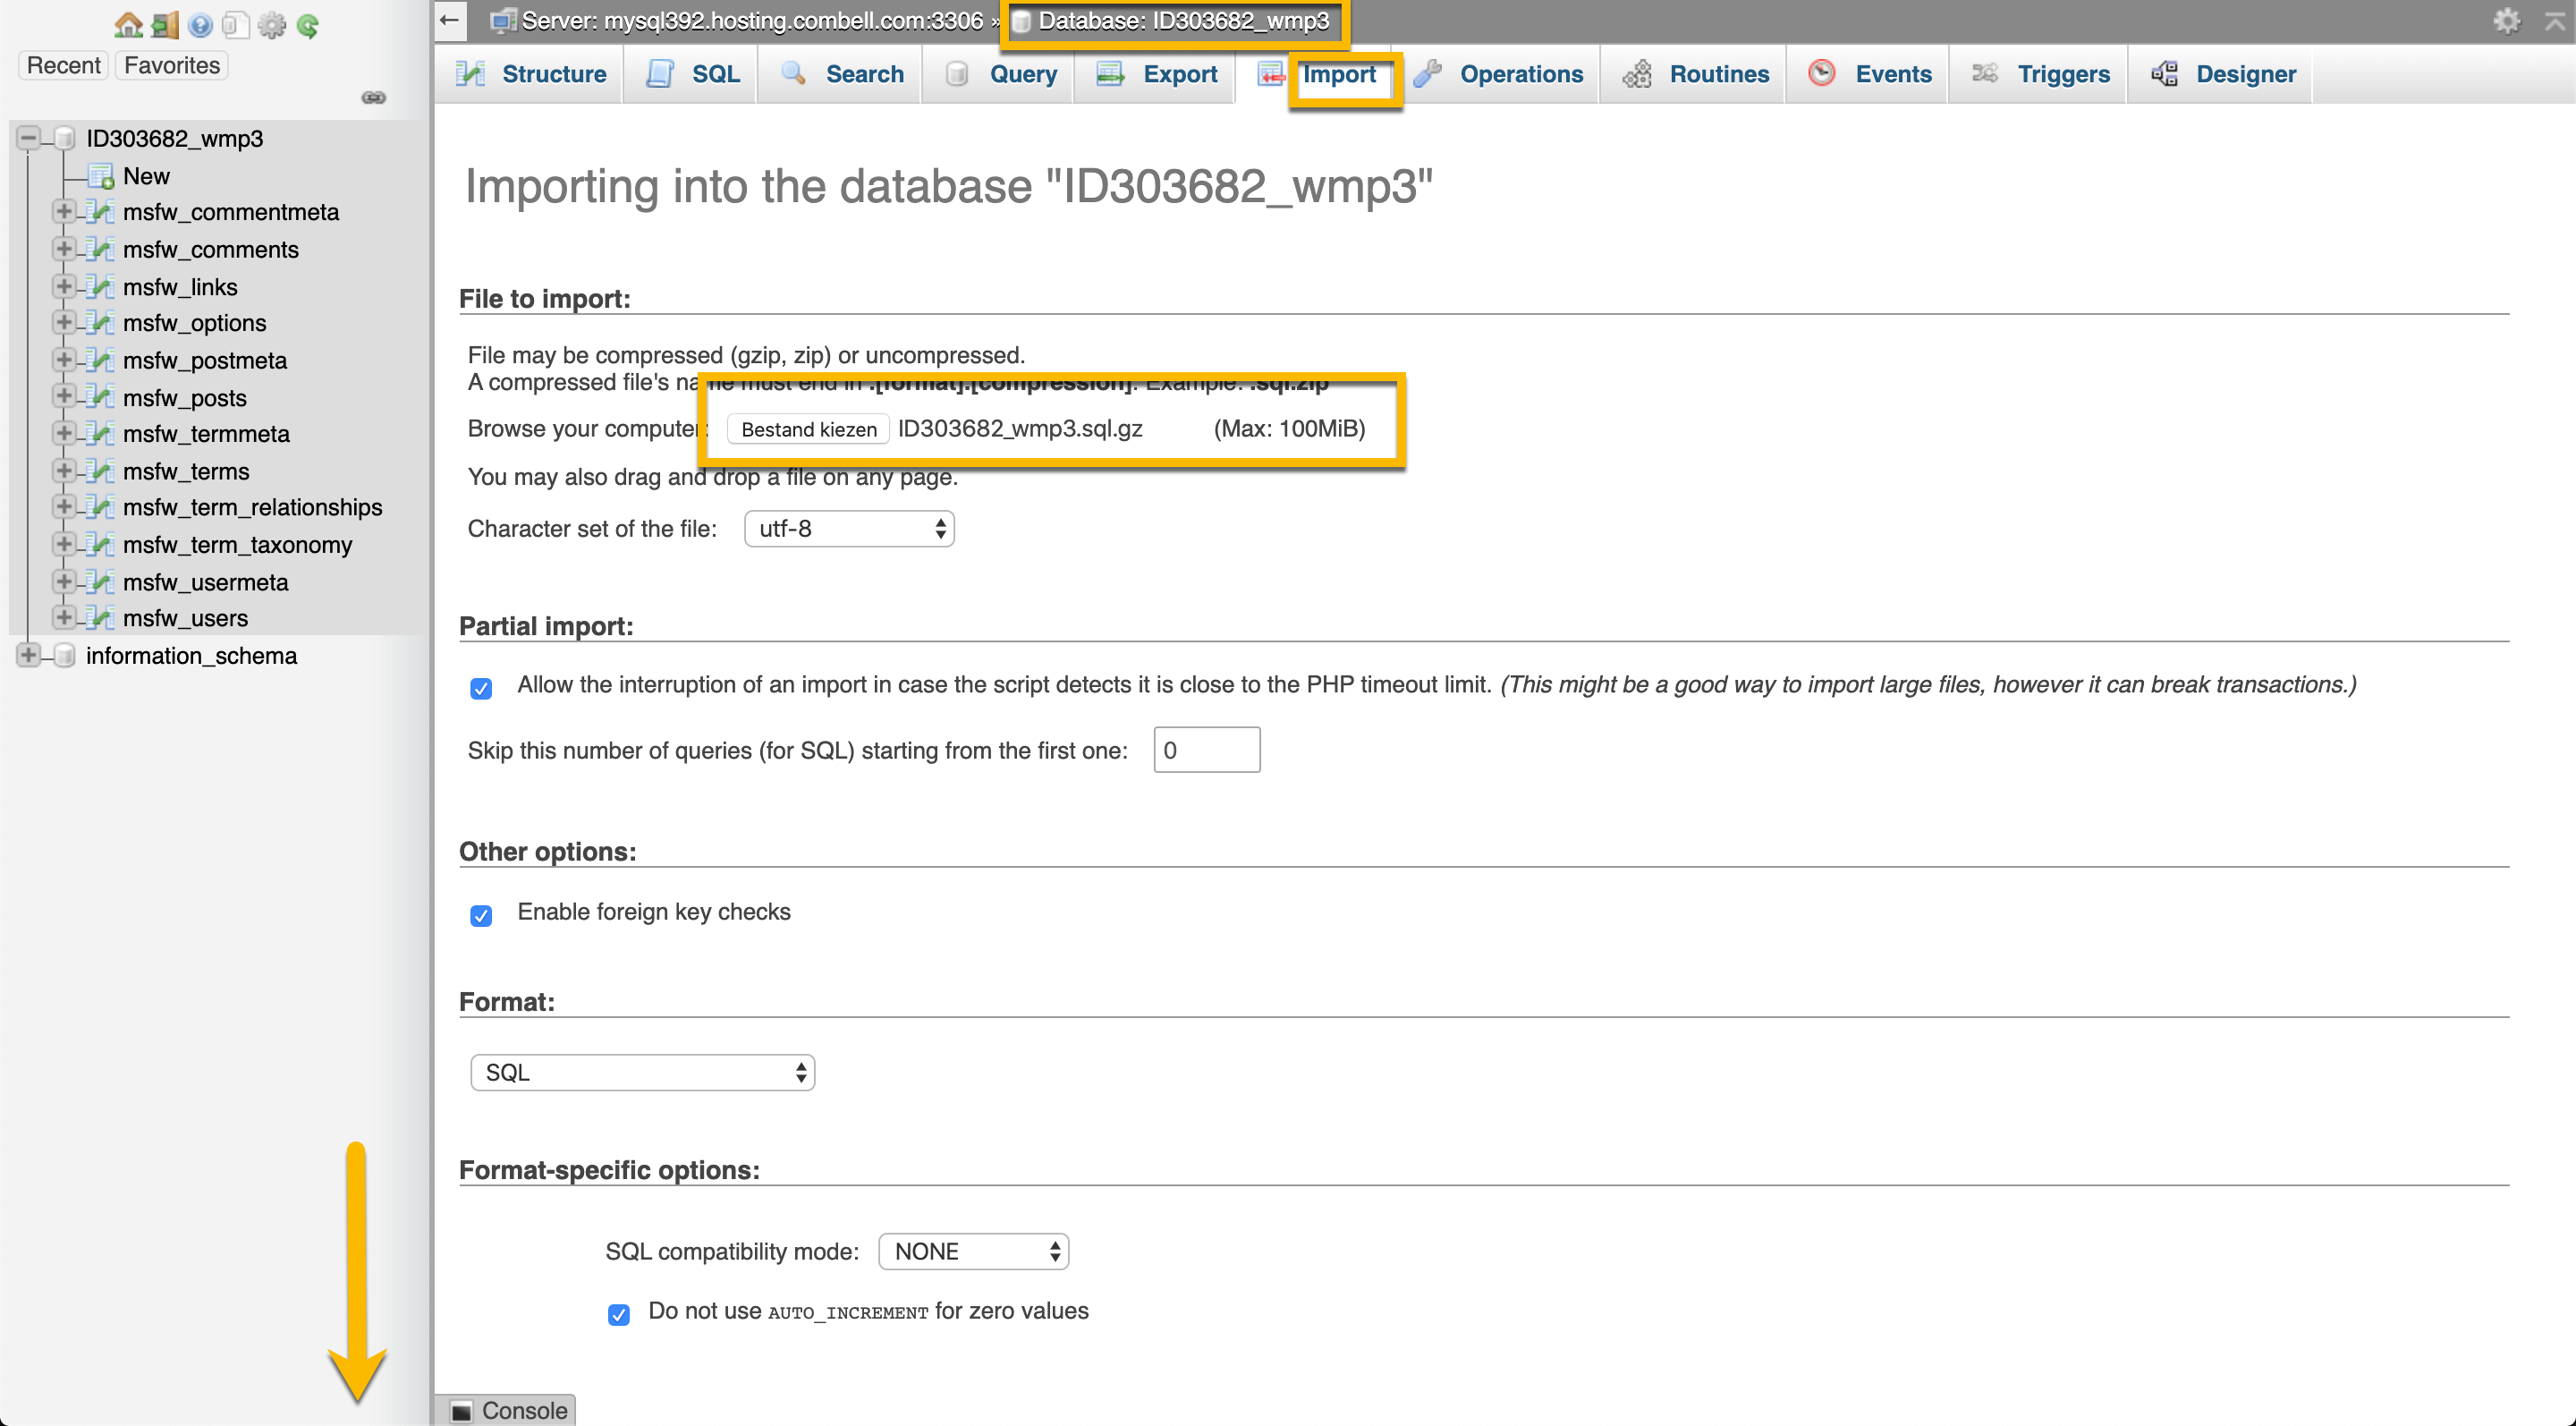 Recent Favorites
ID303682_wmp3
New
msfw_commentmeta
msfw_comments
msfw_links
msfw_options
msfw_postmeta
msfw_posts
msfw_termmeta
msfw_terms
msfw_term_relationships
msfw_term_taxonomy
msfw_usermeta
msfw_users
information_schema
Server: mysql392.hosting.combell.com:3306 » Database: ID303682_wmp3
Structure SQL Search Query Export Import Operations Routines Events Triggers Designer
Importing into the database "ID303682_wmp3"
File to import:
File may be compressed (gzip, zip) or uncompressed.
A compressed file's name must end in .[format].[compression]. Example: .sql.zip
Browse your computer: Bestand kiezen ID303682_wmp3.sql.gz (Max: 100MiB)
You may also drag and drop a file on any page.
Character set of the file: utf-8
Partial import:
Allow the interruption of an import in case the script detects it is close to the PHP timeout limit. (This might be a good way to import large files, however it can break transactions.)
Skip this number of queries (for SQL) starting from the first one: 0
Other options:
Enable foreign key checks
Format:
SQL
Format-specific options:
SQL compatibility mode: NONE
Do not use AUTO_INCREMENT for zero values
Console